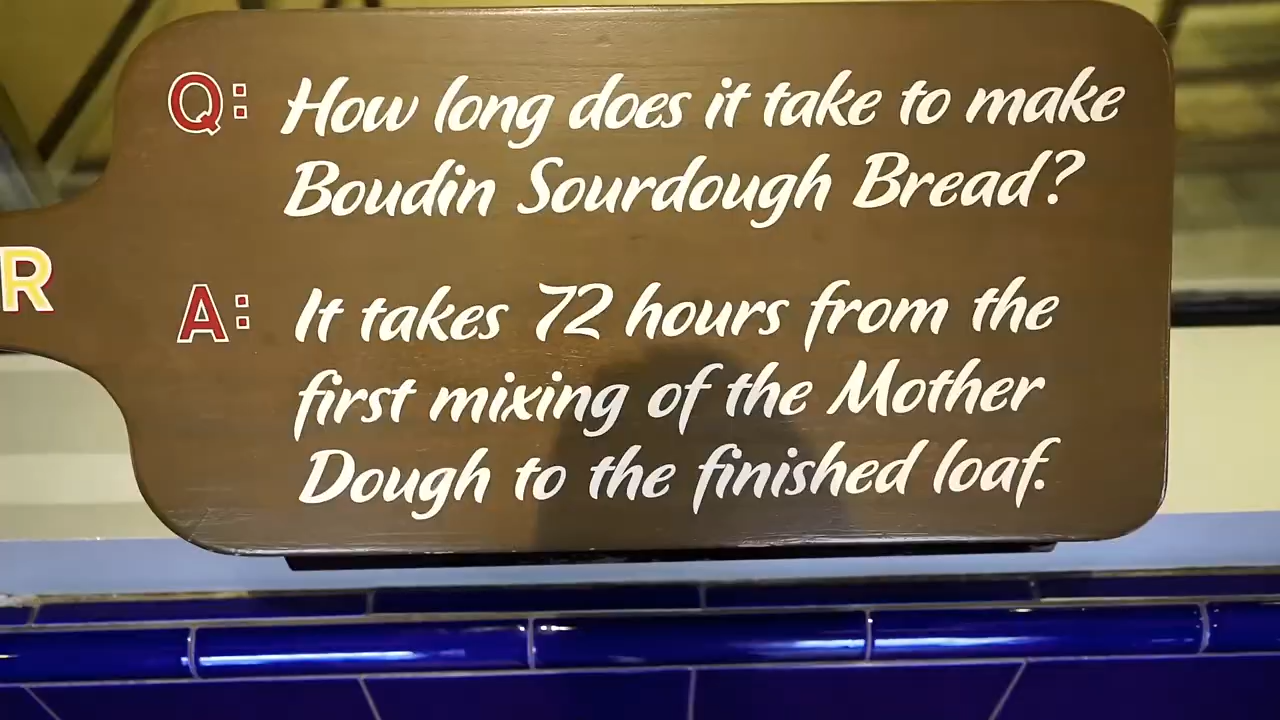 Q: How long does it take to make
Boudin Sourdough Bread?
R
A: It takes 72 hours from the
first mixing of the Mother
Dough to the finished loaf.